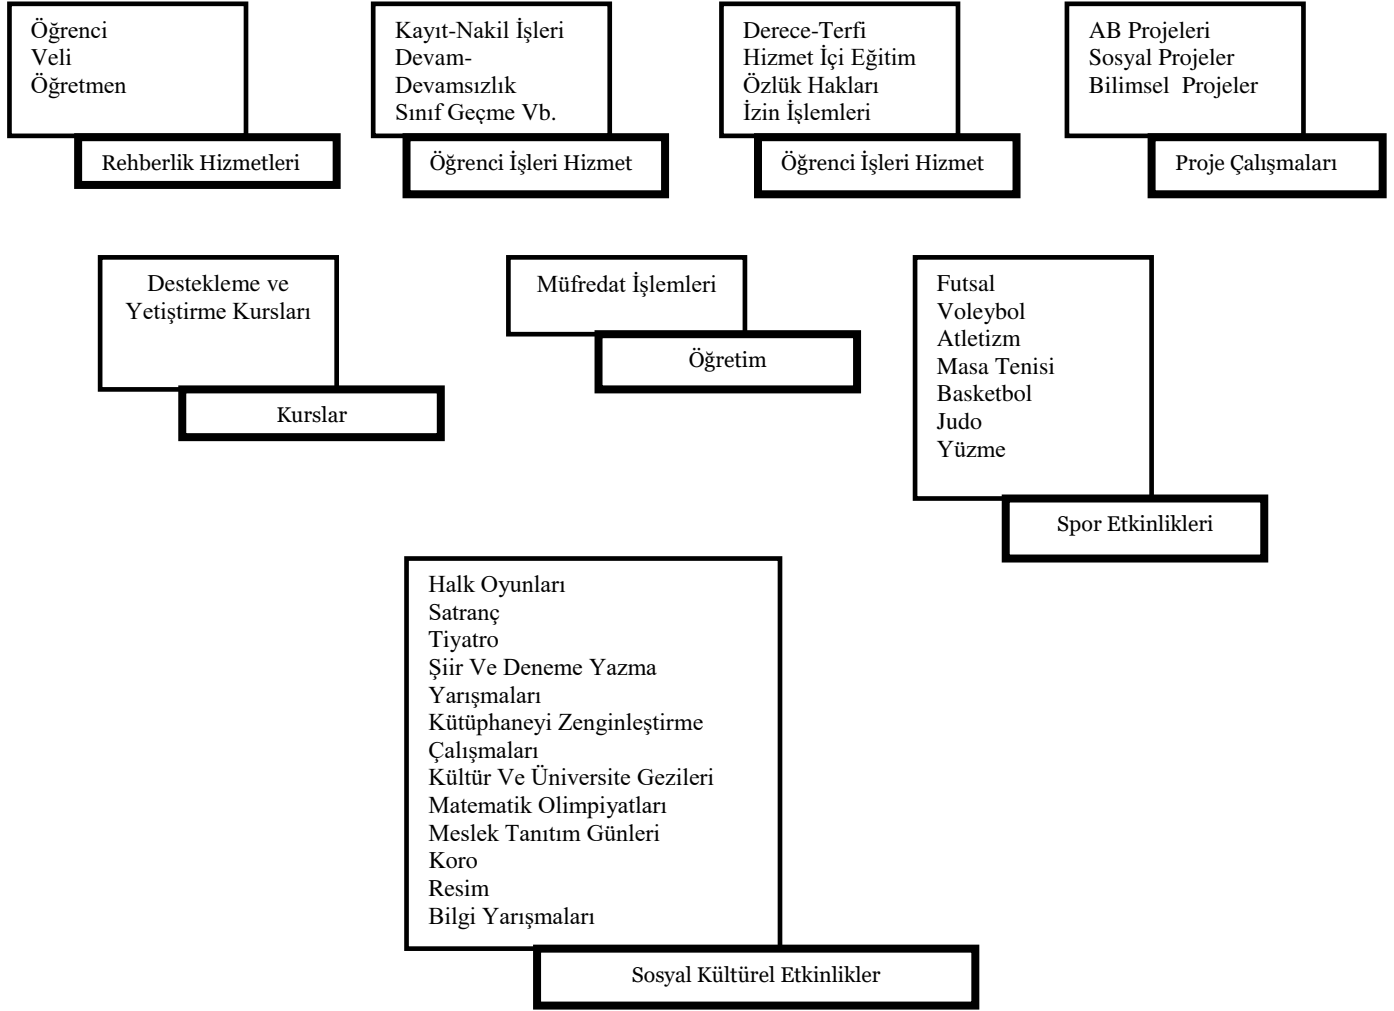 Öğrenci
Veli
Öğretmen
Rehberlik Hizmetleri
Kayıt-Nakil İşleri
Devam-
Devamsızlık
Sınıf Geçme Vb.
Öğrenci İşleri Hizmet
Derece-Terfi
Hizmet İçi Eğitim
Özlük Hakları
İzin İşlemleri
Öğrenci İşleri Hizmet
AB Projeleri
Sosyal Projeler
Bilimsel Projeler
Proje Çalışmaları
Destekleme ve
Yetiştirme Kursları
Kurslar
Müfredat İşlemleri
Öğretim
Futsal
Voleybol
Atletizm
Masa Tenisi
Basketbol
Judo
Yüzme
Spor Etkinlikleri
Halk Oyunları
Satranç
Tiyatro
Şiir Ve Deneme Yazma
Yarışmaları
Kütüphaneyi Zenginleştirme
Çalışmaları
Kültür Ve Üniversite Gezileri
Matematik Olimpiyatları
Meslek Tanıtım Günleri
Koro
Resim
Bilgi Yarışmaları
Sosyal Kültürel Etkinlikler